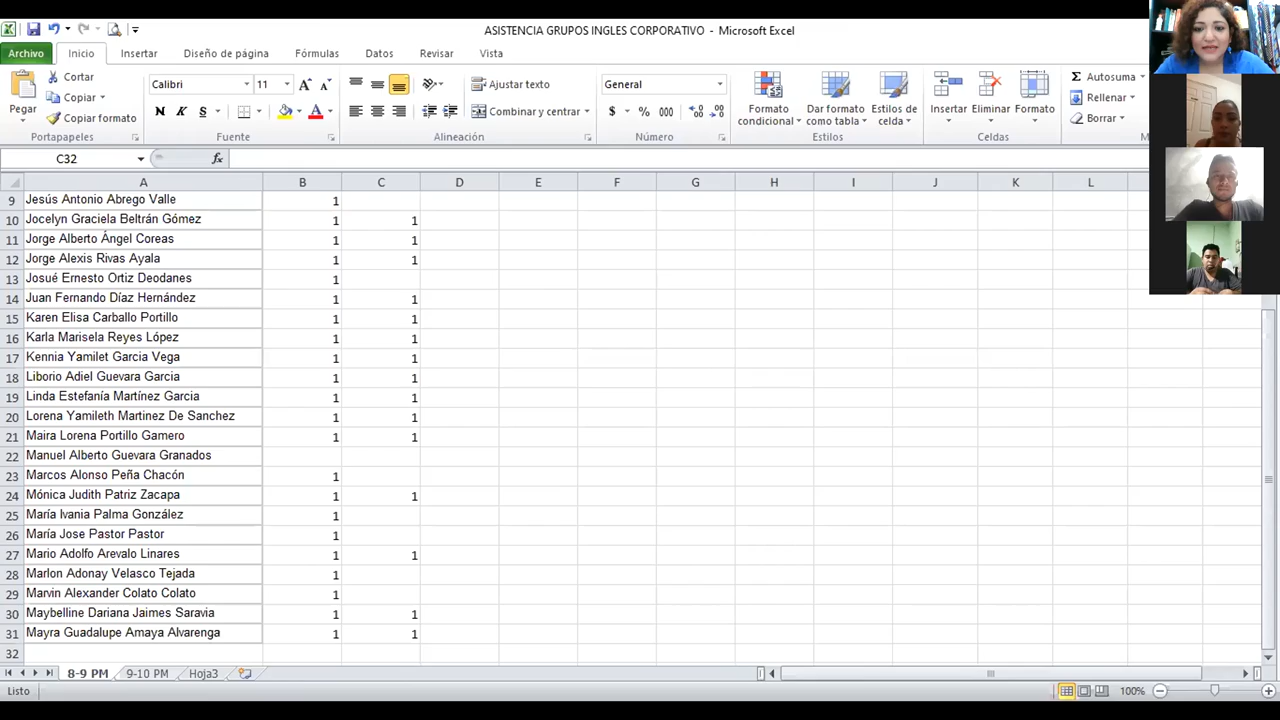 ASISTENCIA GRUPOS INGLES CORPORATIVO - Microsoft Excel
Archivo Inicio Insertar Diseño de página Fórmulas Datos Revisar Vista
Cortar Calibri 11 Ajustar texto General Autosuma
Copiar Rellenar
Pegar Copiar formato N K S Combinar y centrar $ % 000 Formato condicional Dar formato como tabla Estilos de celda Insertar Eliminar Formato Borrar
Portapapeles Fuente Alineación Número Estilos Celdas
C32 fx
A B C D E F G H I J K L
9 Jesús Antonio Abrego Valle 1
10 Jocelyn Graciela Beltrán Gómez 1 1
11 Jorge Alberto Ángel Coreas 1 1
12 Jorge Alexis Rivas Ayala 1 1
13 Josué Ernesto Ortiz Deodanes 1
14 Juan Fernando Díaz Hernández 1 1
15 Karen Elisa Carballo Portillo 1 1
16 Karla Marisela Reyes López 1 1
17 Kennia Yamilet Garcia Vega 1 1
18 Liborio Adiel Guevara Garcia 1 1
19 Linda Estefanía Martínez Garcia 1 1
20 Lorena Yamileth Martinez De Sanchez 1 1
21 Maira Lorena Portillo Gamero 1 1
22 Manuel Alberto Guevara Granados
23 Marcos Alonso Peña Chacón 1
24 Mónica Judith Patriz Zacapa 1 1
25 María Ivania Palma González 1
26 María Jose Pastor Pastor 1
27 Mario Adolfo Arevalo Linares 1 1
28 Marlon Adonay Velasco Tejada 1
29 Marvin Alexander Colato Colato 1
30 Maybelline Dariana Jaimes Saravia 1 1
31 Mayra Guadalupe Amaya Alvarenga 1 1
32
8-9 PM 9-10 PM Hoja3
Listo 100%